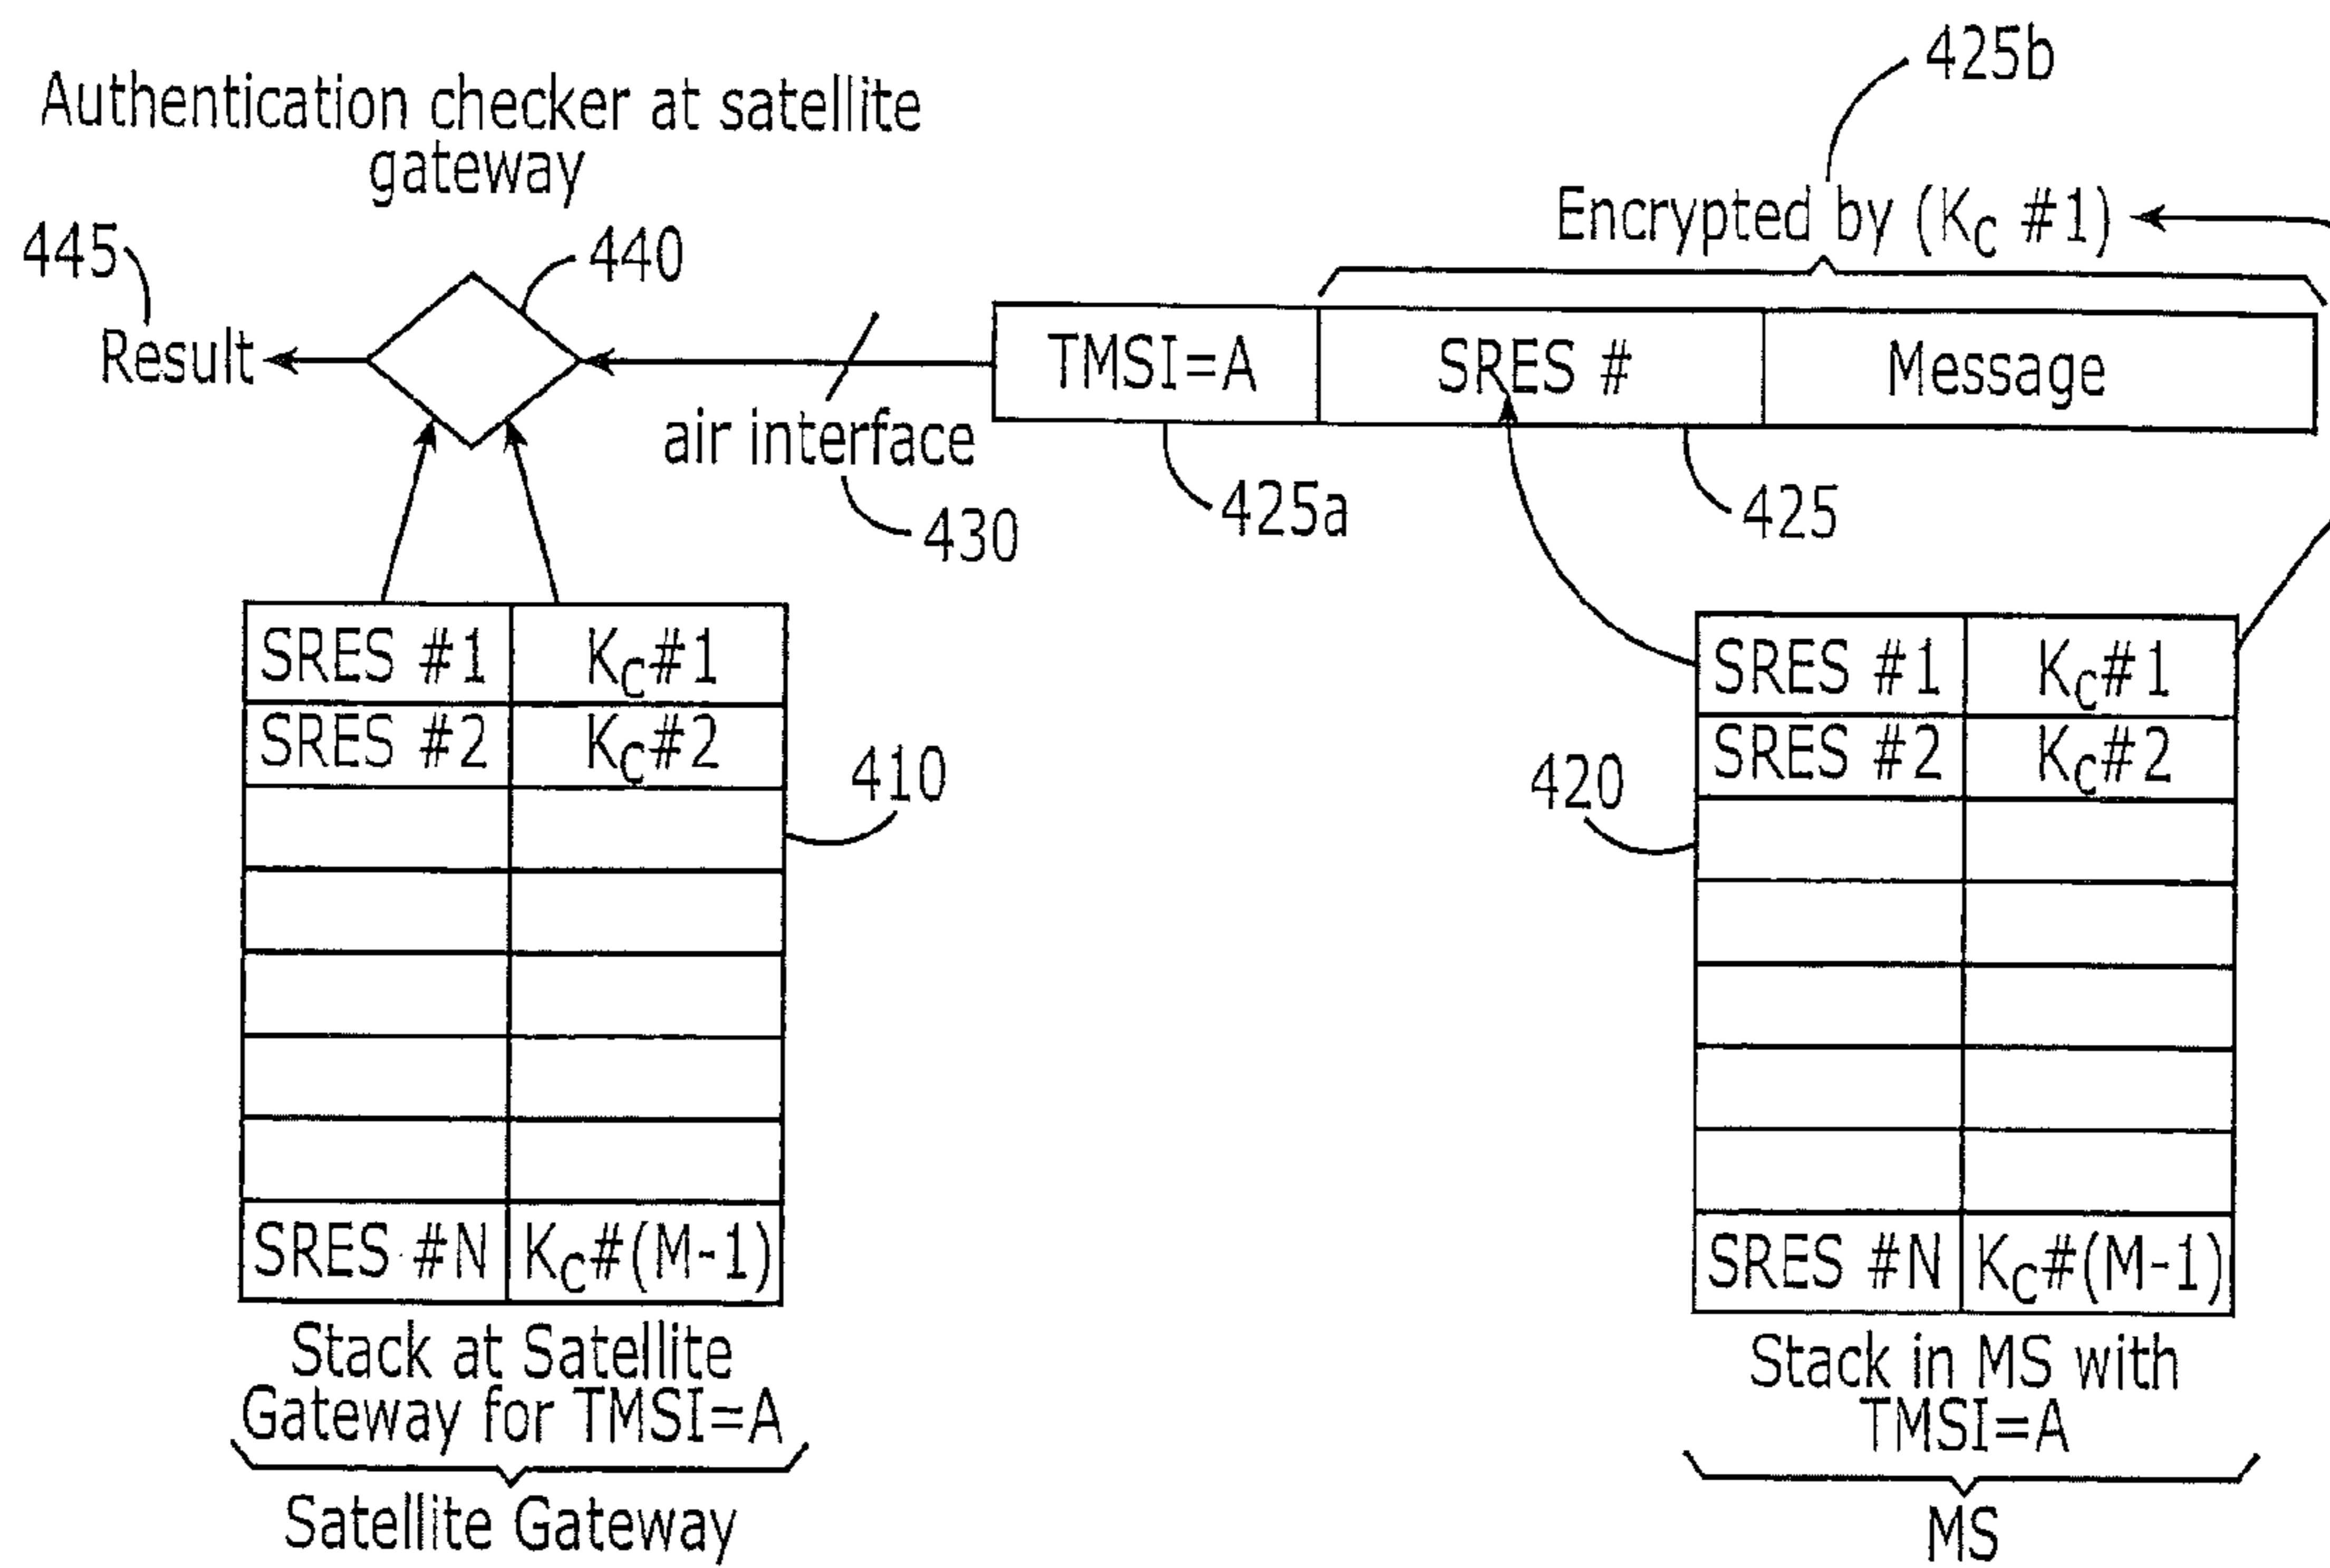 425b
Authentication checker at satellite
gateway
Encrypted by (KC #1)
445
440
Result
TMSI=A
SRES #
Message
air interface
430
425a
425
SRES #1
KC#1
SRES #2
KC#2
410
SRES #N
KC#(M-1)
Stack at Satellite
Gateway for TMSI=A
Satellite Gateway
SRES #1
KC#1
SRES #2
KC#2
420
SRES #N
KC#(M-1)
Stack in MS with
TMSI=A
MS